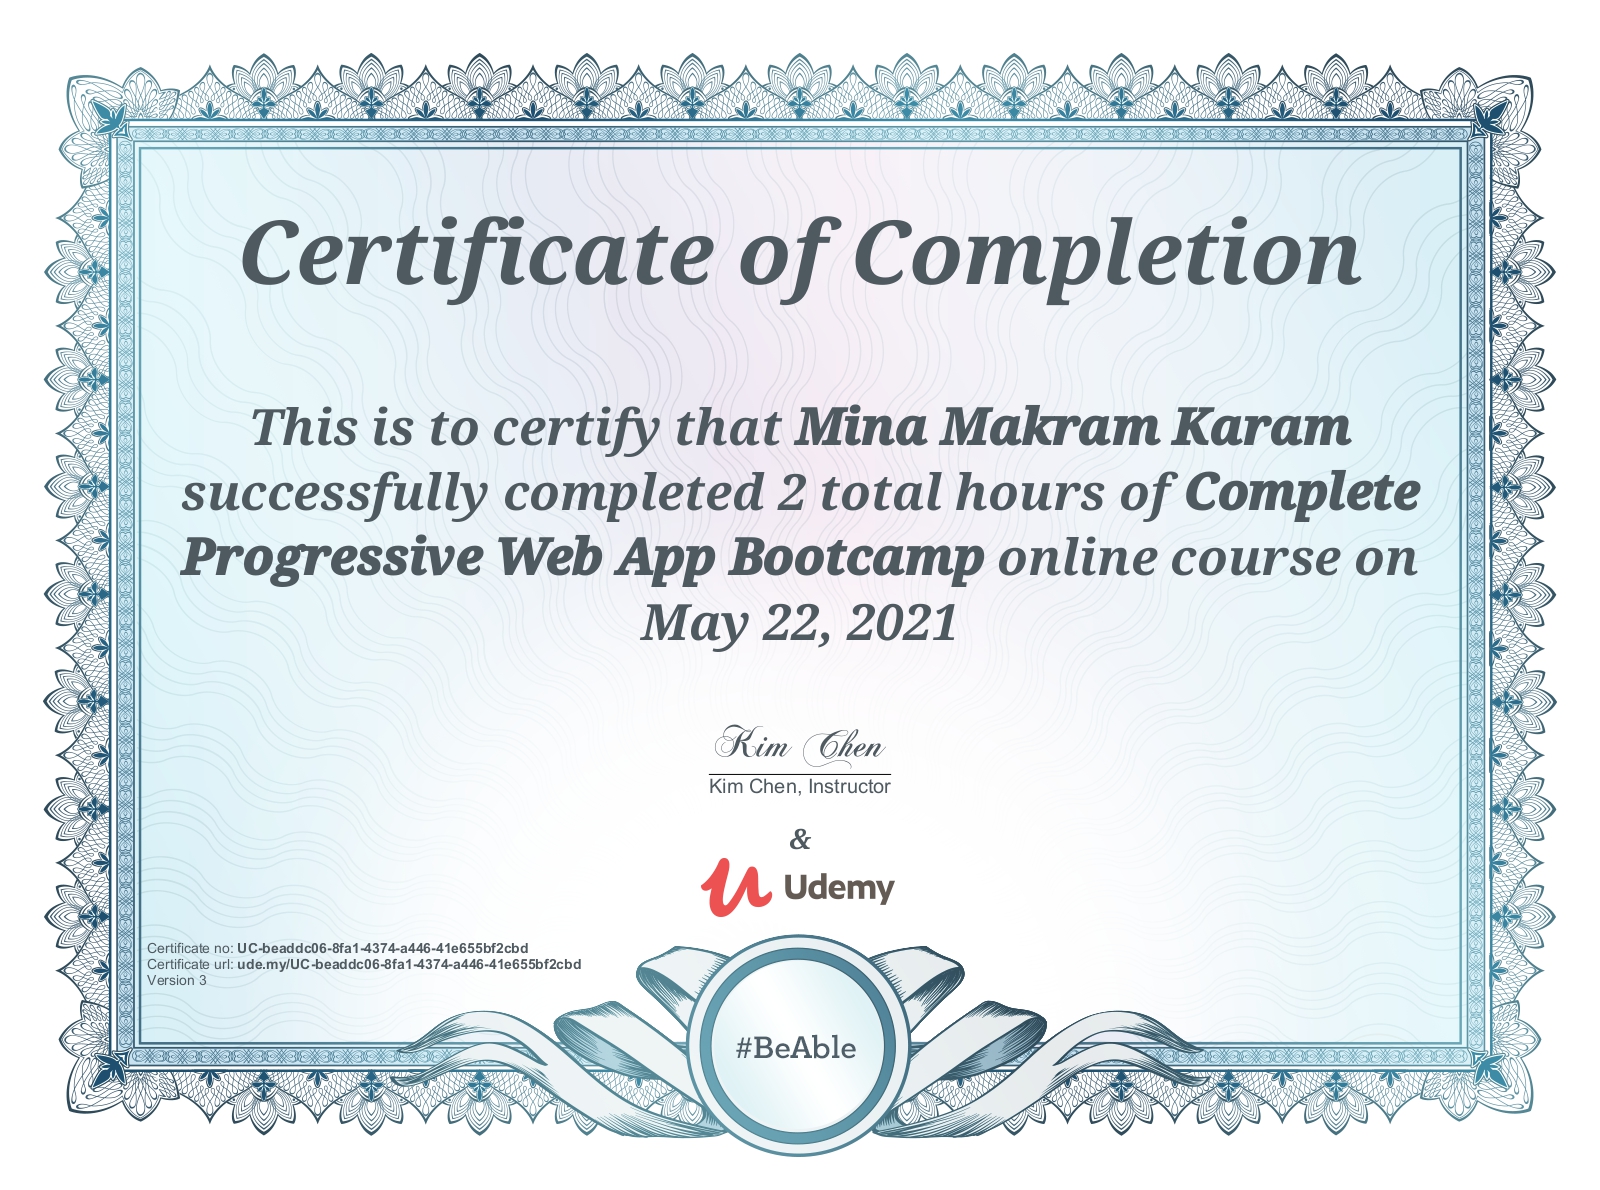 Certificate of Completion
This is to certify that Mina Makram Karam
successfully completed 2 total hours of Complete
Progressive Web App Bootcamp online course on
May 22, 2021
Kim Chen
Kim Chen, Instructor
&
Udemy
Certificate no: UC-beaddc06-8fa1-4374-a446-41e655bf2cbd
Certificate url: ude.my/UC-beaddc06-8fa1-4374-a446-41e655bf2cbd
Version 3
#BeAble